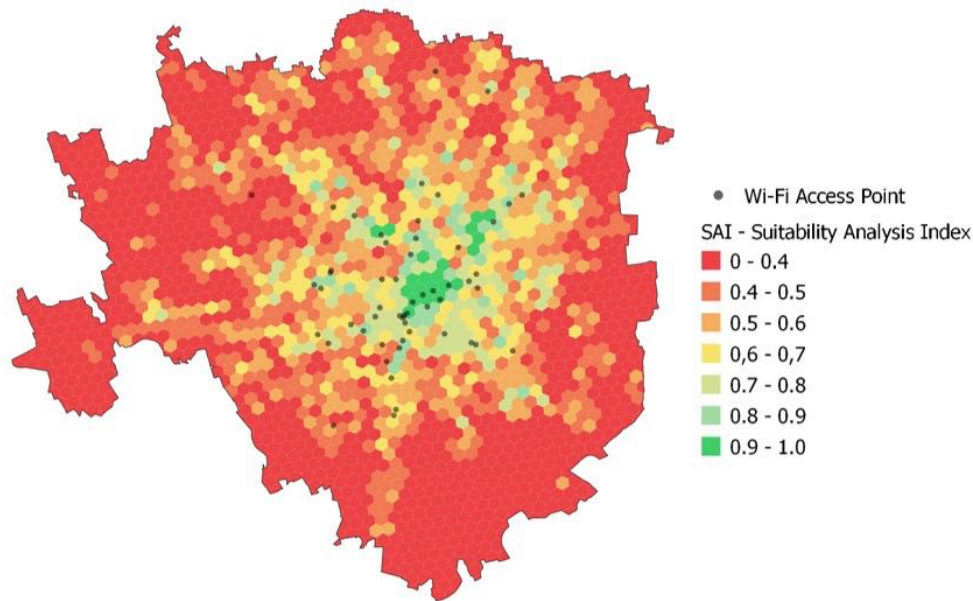 Wi-Fi Access Point
SAI - Suitability Analysis Index
0 - 0.4
0.4 - 0.5
0.5 - 0.6
0,6 - 0,7
0.7 - 0.8
0.8 - 0.9
0.9 - 1.0